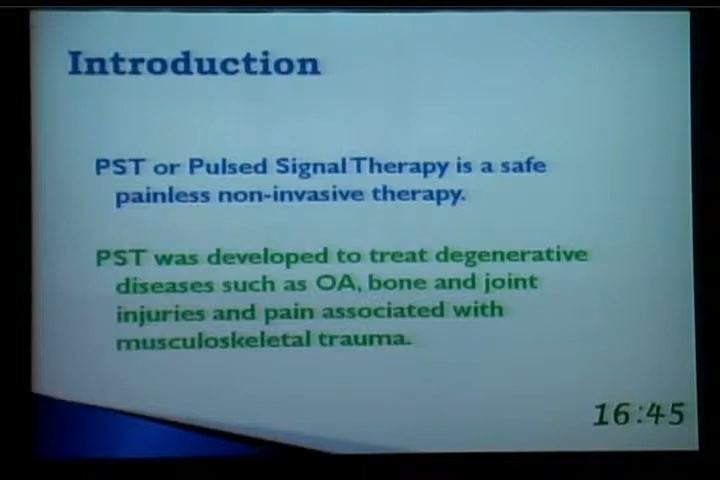 Introduction
PST or Pulsed Signal Therapy is a safe
painless non-invasive therapy.
PST was developed to treat degenerative
diseases such as OA, bone and joint
injuries and pain associated with
musculoskeletal trauma.
16:45